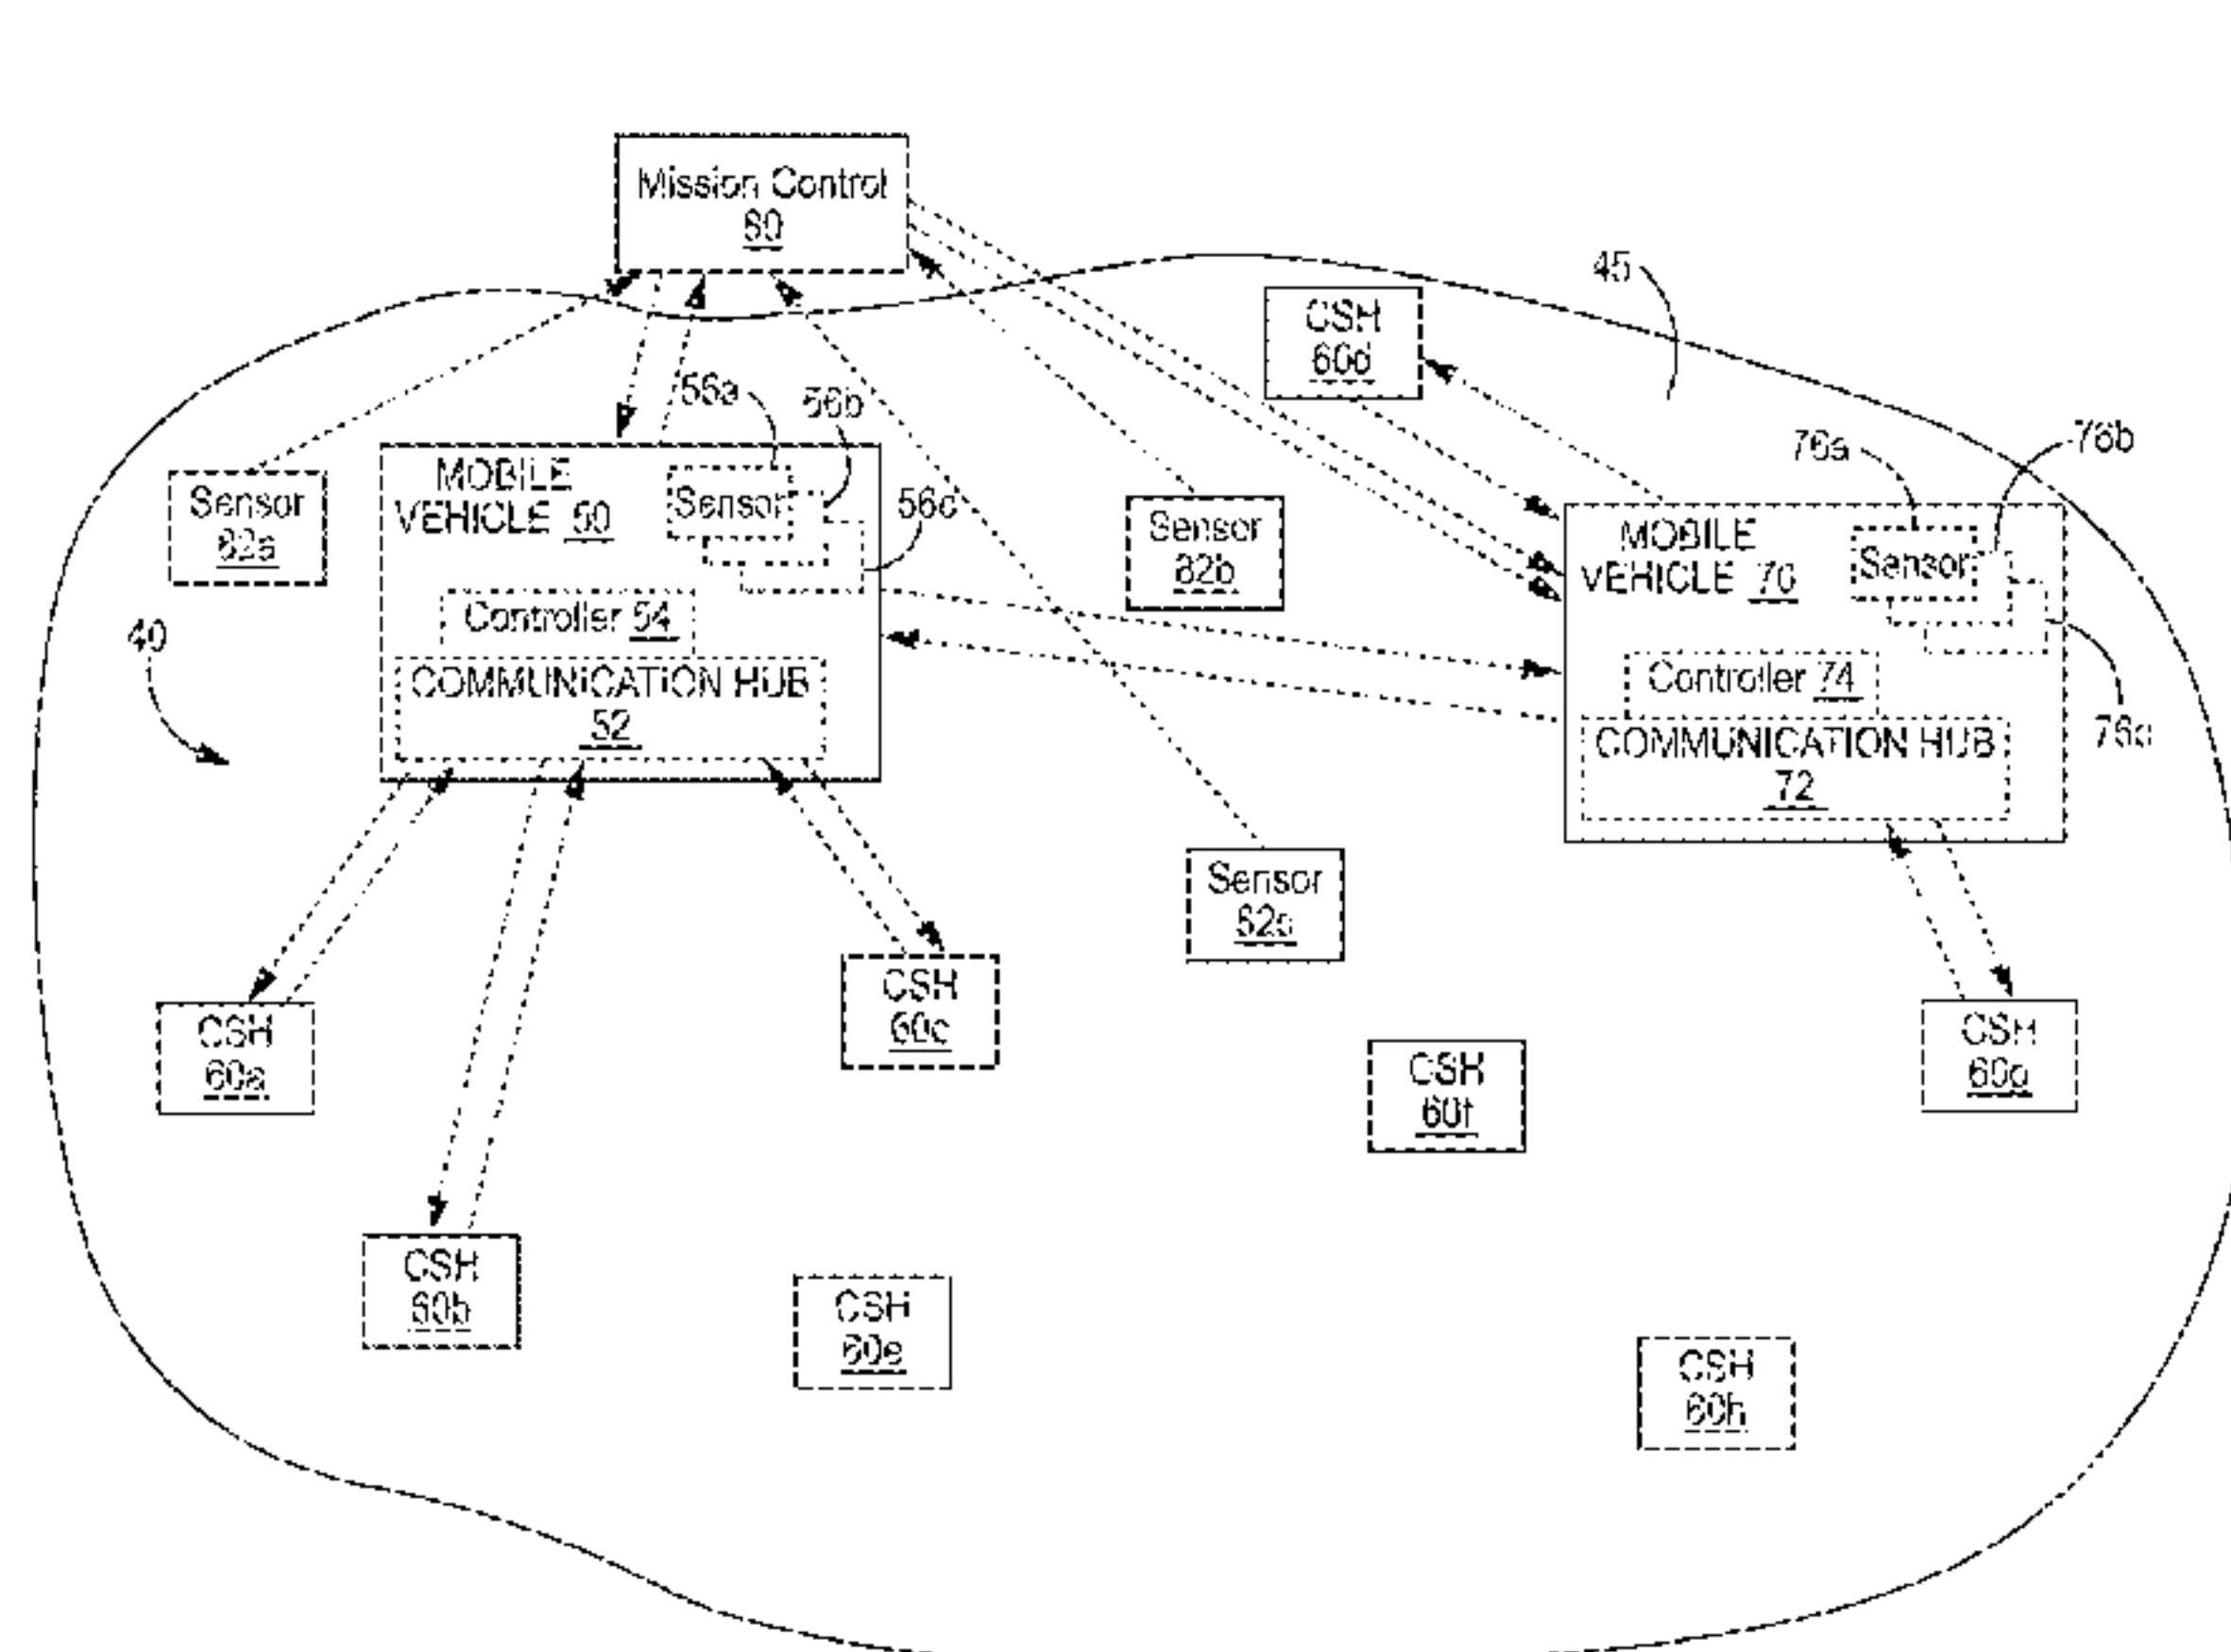 Mission Control
80
45
CSH
60d
56a
56b
56c
76a
76b
76c
Sensor
82a
MOBILE
VEHICLE 50
Sensor
Controller 54
COMMUNICATION HUB
52
Sensor
82b
MOBILE
VEHICLE 70
Sensor
Controller 74
COMMUNICATION HUB
72
40
Sensor
CSH
60a
CSH
60c
CSH
60f
CSH
60g
CSH
60b
CSH
60e
CSH
60h